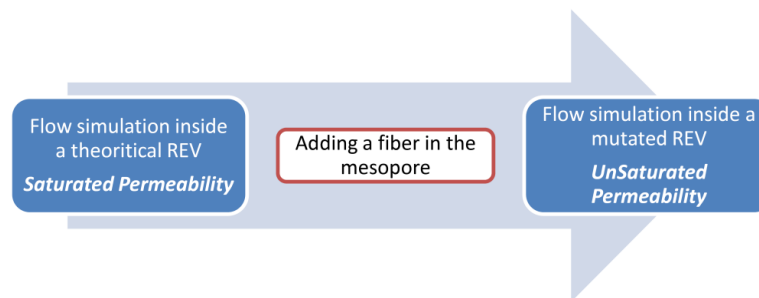 Flow simulation inside
a theoritical REV
Saturated Permeability
Adding a fiber in the
mesopore
Flow simulation inside a
mutated REV
UnSaturated
Permeability